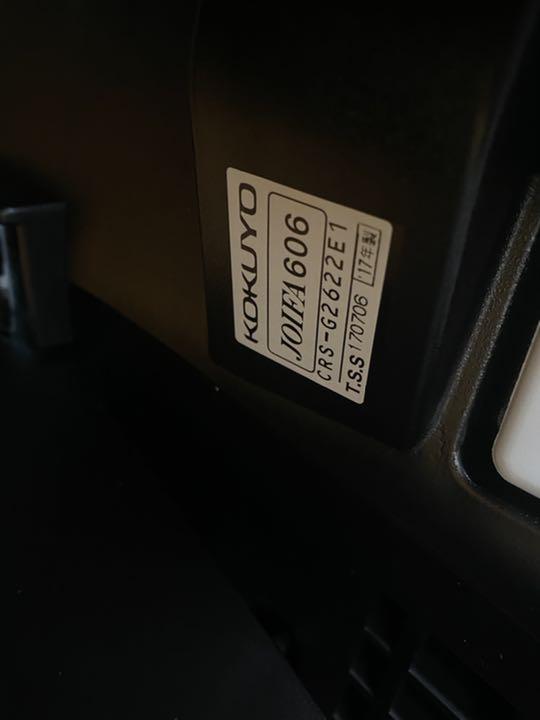 KOKUYO
JOIFA606
CRS-G2622E1
T.S.S 170706 '17年製